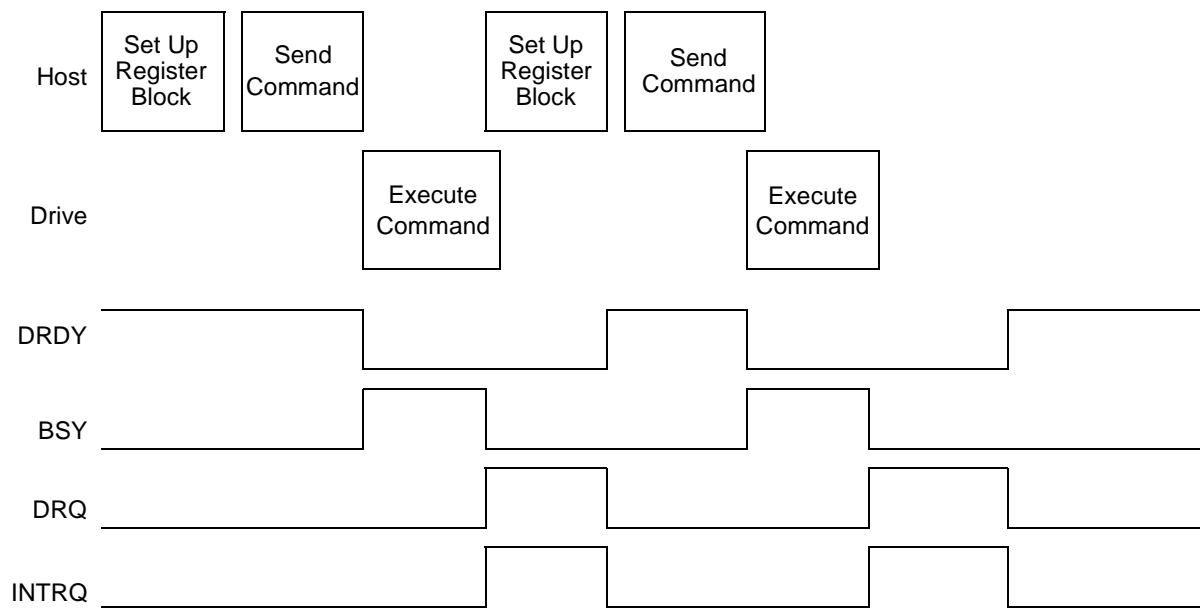 Host
Set Up
Register
Block
Send
Command
Set Up
Register
Block
Send
Command
Drive
Execute
Command
Execute
Command
DRDY
BSY
DRQ
INTRQ